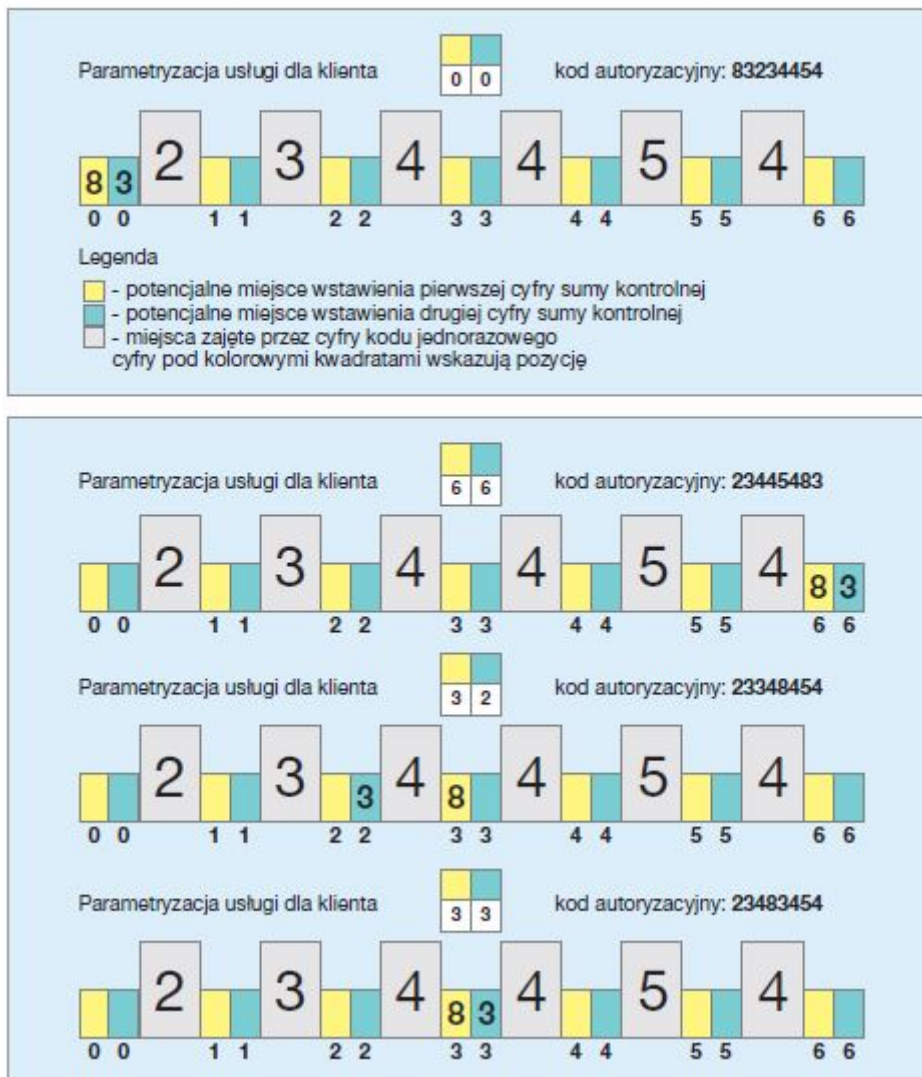 Parametryzacja usługi dla klienta 0 0 kod autoryzacyjny: 83234454
8 3 2 3 4 4 5 4
0 0 1 1 2 2 3 3 4 4 5 5 6 6
Legenda
- potencjalne miejsce wstawienia pierwszej cyfry sumy kontrolnej
- potencjalne miejsce wstawienia drugiej cyfry sumy kontrolnej
- miejsca zajęte przez cyfry kodu jednorazowego
cyfry pod kolorowymi kwadratami wskazują pozycję
Parametryzacja usługi dla klienta 6 6 kod autoryzacyjny: 23445483
2 3 4 4 5 4 8 3
0 0 1 1 2 2 3 3 4 4 5 5 6 6
Parametryzacja usługi dla klienta 3 2 kod autoryzacyjny: 23348454
2 3 3 4 8 4 5 4
0 0 1 1 2 2 3 3 4 4 5 5 6 6
Parametryzacja usługi dla klienta 3 3 kod autoryzacyjny: 23483454
2 3 4 8 3 4 5 4
0 0 1 1 2 2 3 3 4 4 5 5 6 6